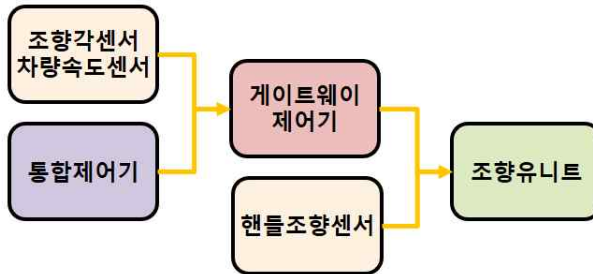 조향각센서
차량속도센서
통합제어기
게이트웨이
제어기
핸들조향센서
조향유니트